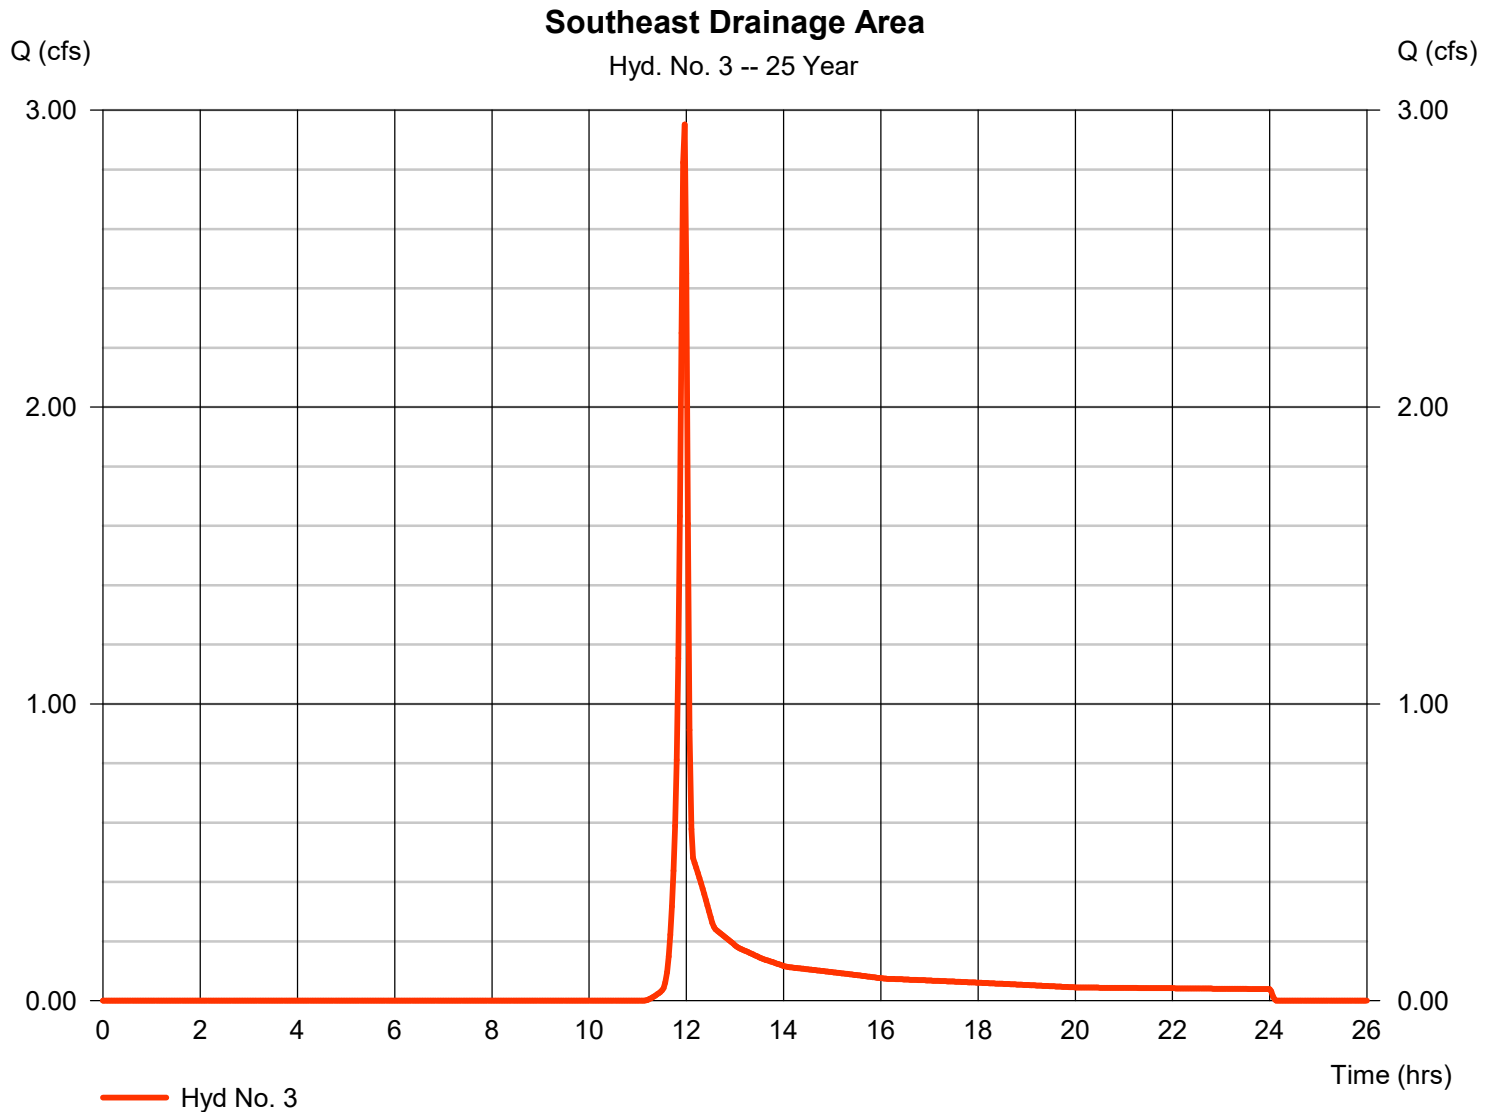 Southeast Drainage Area
Q (cfs)
Hyd. No. 3 -- 25 Year
Q (cfs)
3.00
3.00
2.00
2.00
1.00
1.00
0.00
0.00
0 2 4 6 8 10 12 14 16 18 20 22 24 26
Time (hrs)
Hyd No. 3